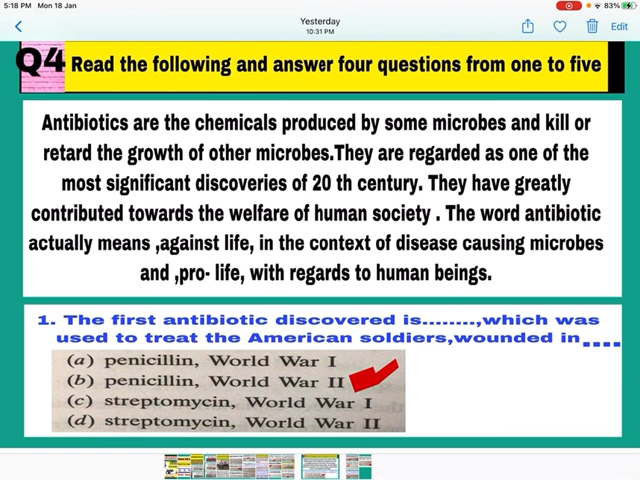 5:18 PM Mon 18 Jan
83%
Yesterday
10:31 PM
Edit
Q4 Read the following and answer four questions from one to five
Antibiotics are the chemicals produced by some microbes and kill or
retard the growth of other microbes.They are regarded as one of the
most significant discoveries of 20 th century. They have greatly
contributed towards the welfare of human society . The word antibiotic
actually means ,against life, in the context of disease causing microbes
and ,pro- life, with regards to human beings.
1. The first antibiotic discovered is........,which was
used to treat the American soldiers,wounded in....
(a) penicillin, World War I
(b) penicillin, World War II
(c) streptomycin, World War I
(d) streptomycin, World War II